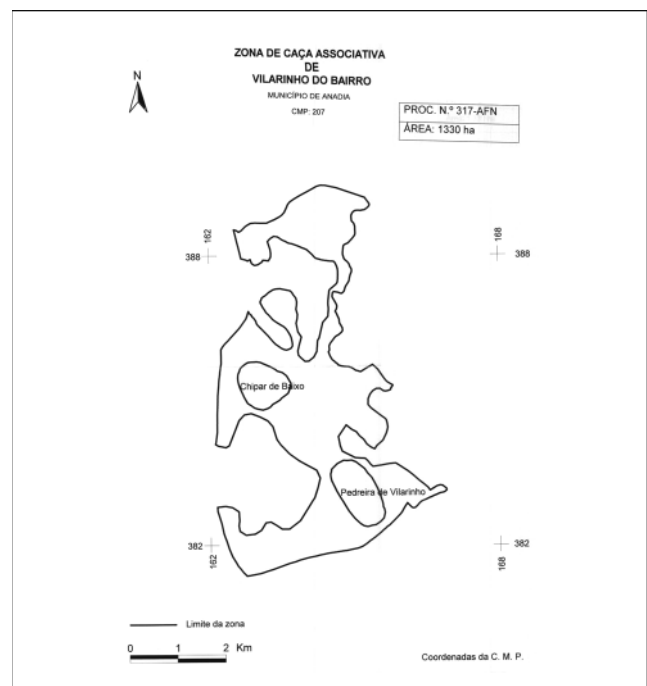 ZONA DE CAÇA ASSOCIATIVA
DE
VILARINHO DO BAIRRO
MUNICÍPIO DE ANADIA
CMP: 207
N
PROC. N.º 317-AFN
ÁREA: 1330 ha
162
388
168
388
Chipar de Baixo
Pedreira de Vilarinho
382
162
382
168
Limite da zona
0 1 2 Km
Coordenadas da C. M. P.